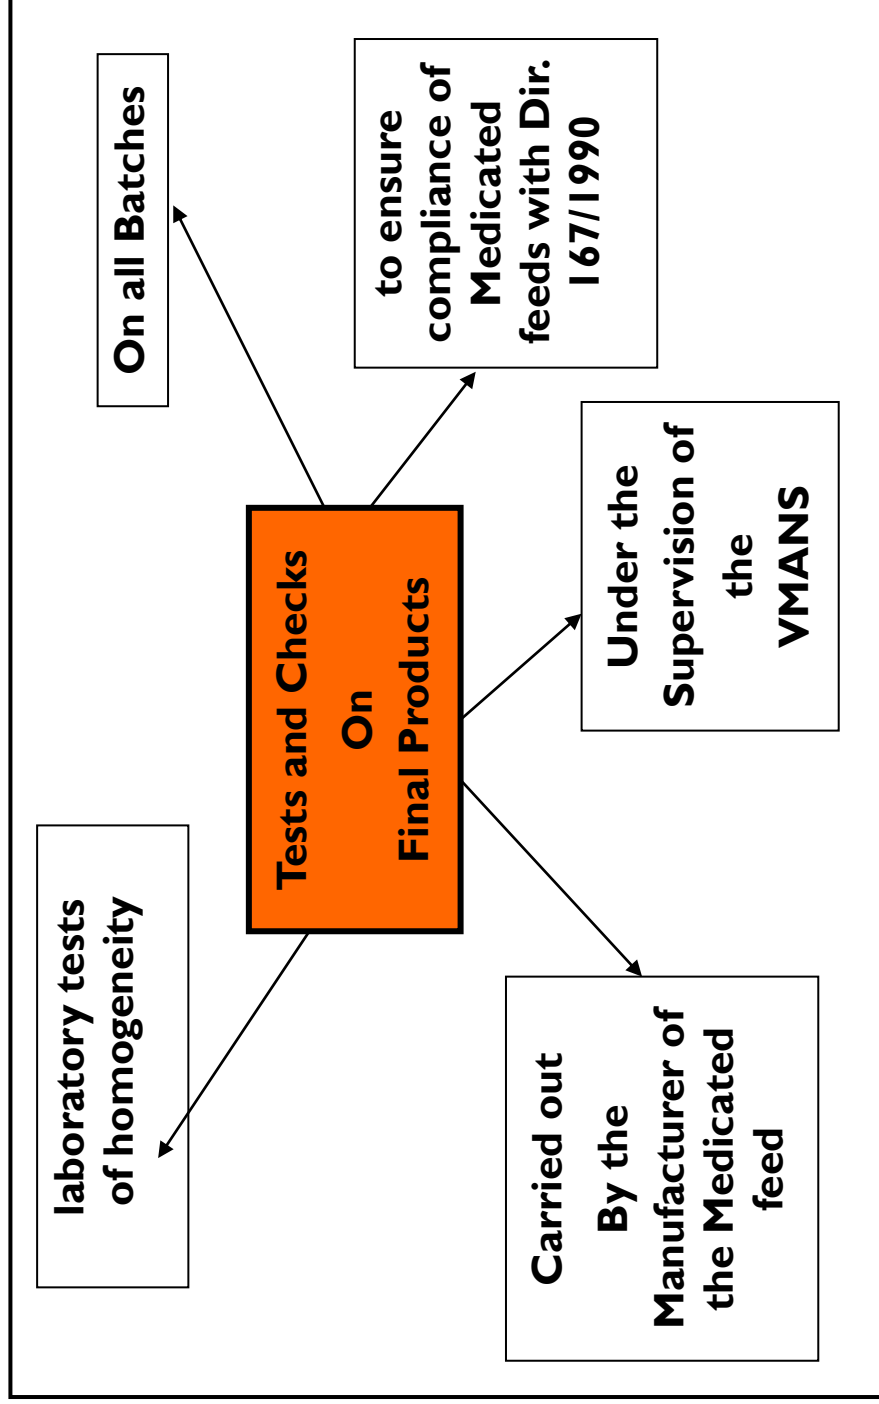 laboratory tests
of homogeneity
On all Batches
Tests and Checks
On
Final Products
to ensure
compliance of
Medicated
feeds with Dir.
167/1990
Carried out
By the
Manufacturer of
the Medicated
feed
Under the
Supervision of
the
VMANS